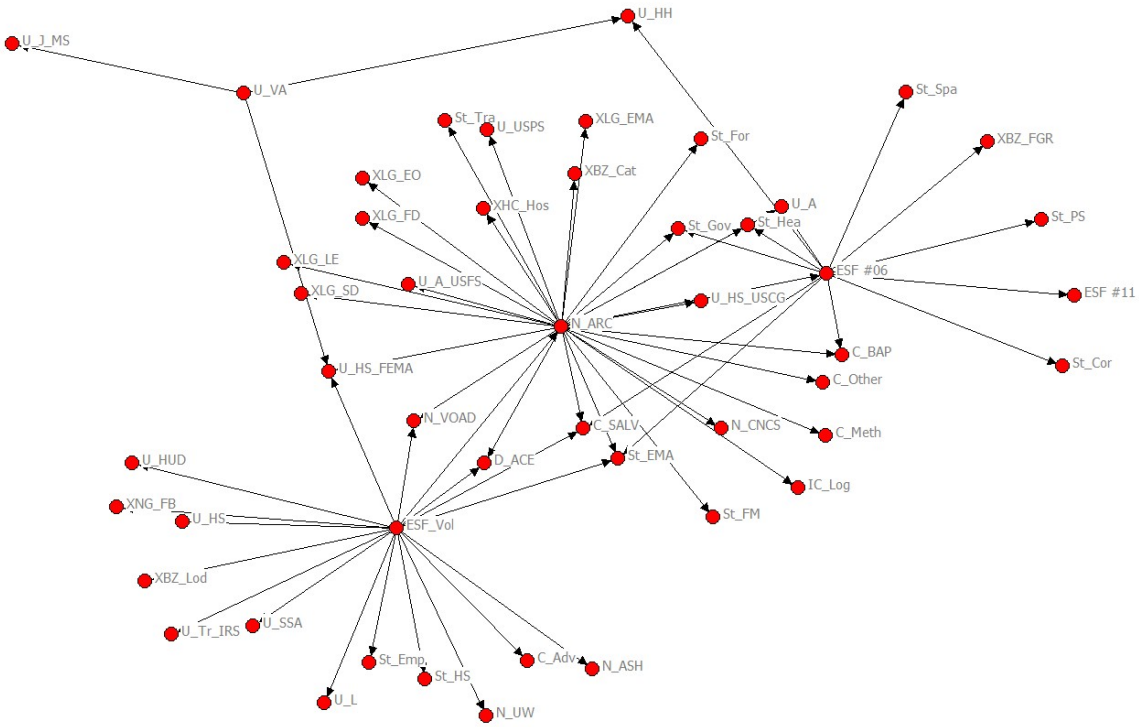 U_HH
U_J_MS
U_VA
St_Spa
St_Tra
U_USPS
XLG_EMA
St_For
XBZ_FGR
XBZ_Cat
XLG_EO
XHC_Hos
U_A
XLG_FD
St_Gov
St_Hea
St_PS
XLG_LE
ESF #06
U_A_USFS
XLG_SD
U_HS_USCG
ESF #11
N_ARC
C_BAP
St_Cor
U_HS_FEMA
C_Other
N_VOAD
C_SALV
N_CNCS
C_Meth
U_HUD
D_ACE
St_EMA
IC_Log
XNG_FB
U_HS
St_FM
ESF_Vol
XBZ_Lod
U_Tr_IRS
U_SSA
St_Emp
C_Adv
N_ASH
St_HS
U_L
N_UW